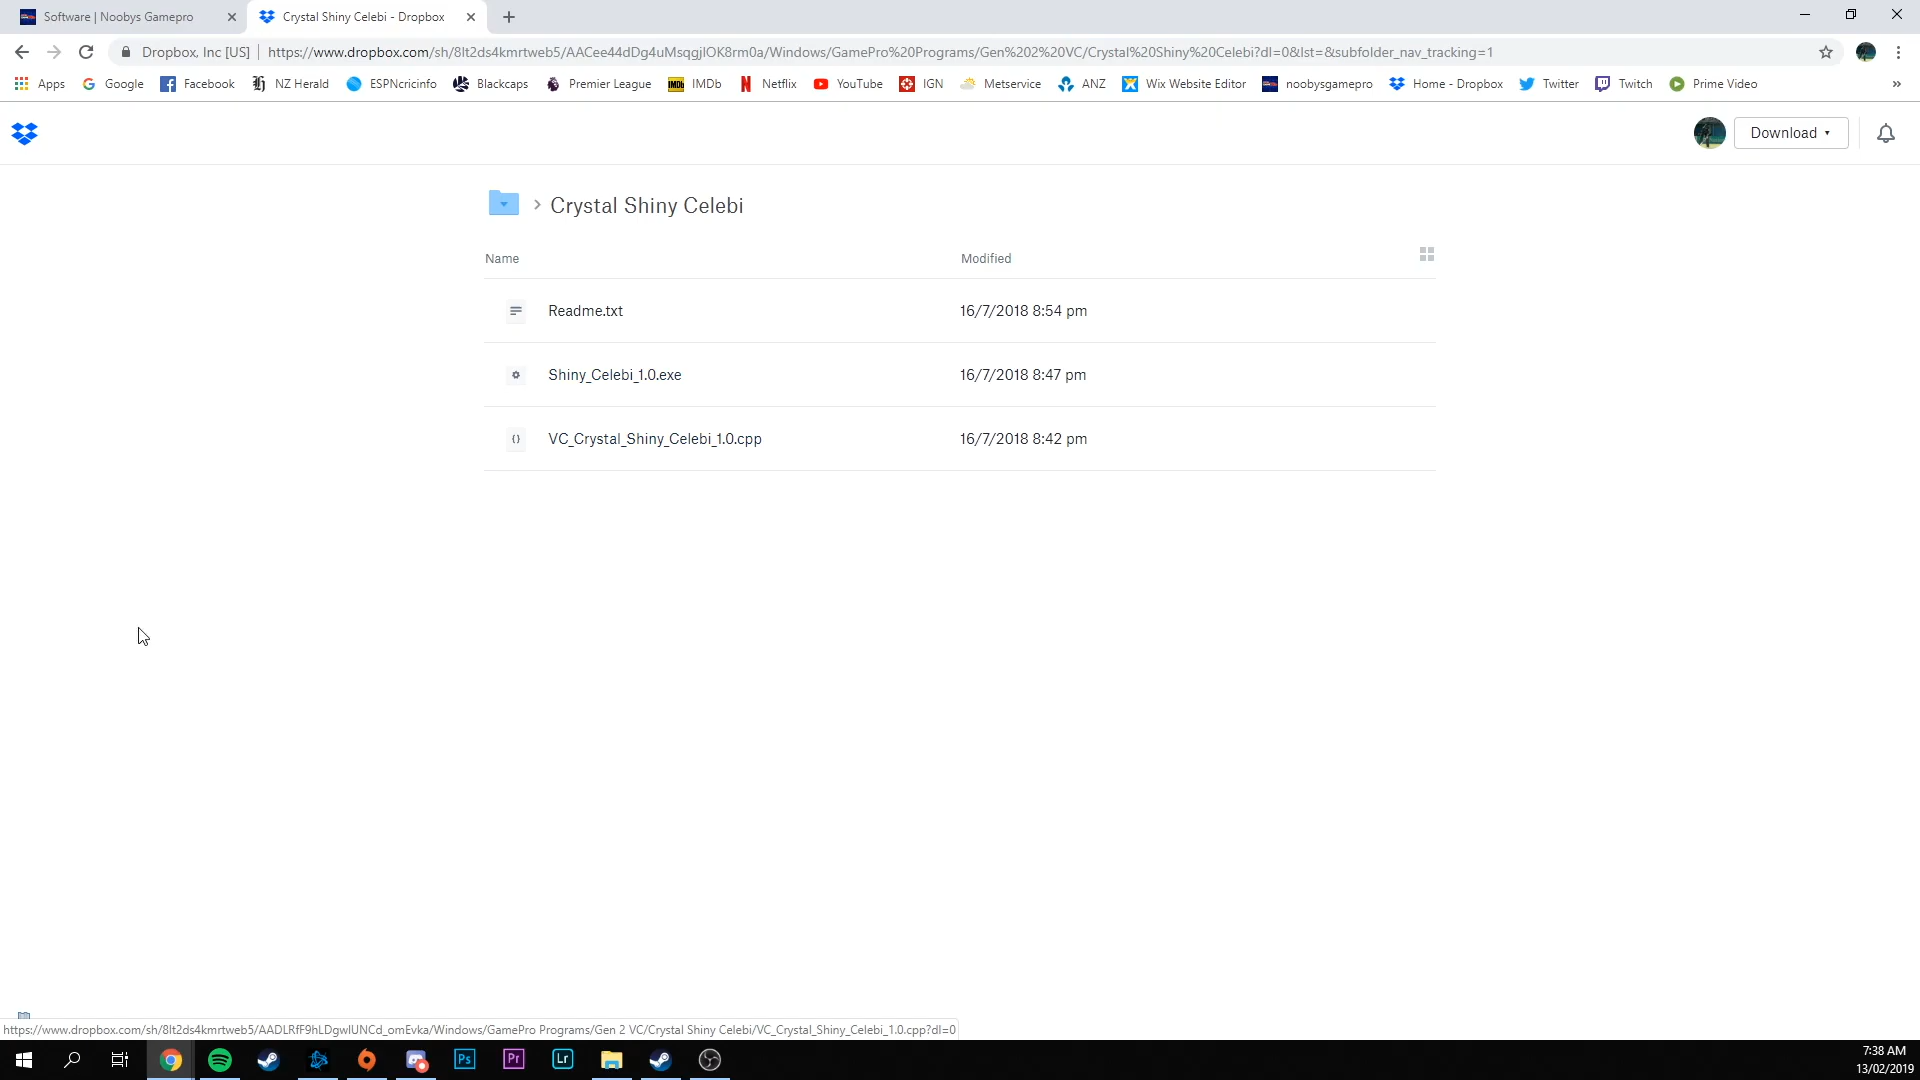 Software | Noobys Gamepro
Crystal Shiny Celebi - Dropbox
Dropbox, Inc [US] | https://www.dropbox.com/sh/8lt2ds4kmrtweb5/AACee44dDg4uMsqgjlOK8rm0a/Windows/GamePro%20Programs/Gen%202%20VC/Crystal%20Shiny%20Celebi?dl=0&lst=&subfolder_nav_tracking=1
Apps Google Facebook NZ Herald ESPNcricinfo Blackcaps Premier League IMDb Netflix YouTube IGN Metservice ANZ Wix Website Editor noobysgamepro Home - Dropbox Twitter Twitch Prime Video »
Download
> Crystal Shiny Celebi
Name Modified
Readme.txt 16/7/2018 8:54 pm
Shiny_Celebi_1.0.exe 16/7/2018 8:47 pm
VC_Crystal_Shiny_Celebi_1.0.cpp 16/7/2018 8:42 pm
https://www.dropbox.com/sh/8lt2ds4kmrtweb5/AADLRfF9hLDgwlUNCd_omEvka/Windows/GamePro Programs/Gen 2 VC/Crystal Shiny Celebi/VC_Crystal_Shiny_Celebi_1.0.cpp?dl=0
Ps Pr Lr
7:38 AM
13/02/2019